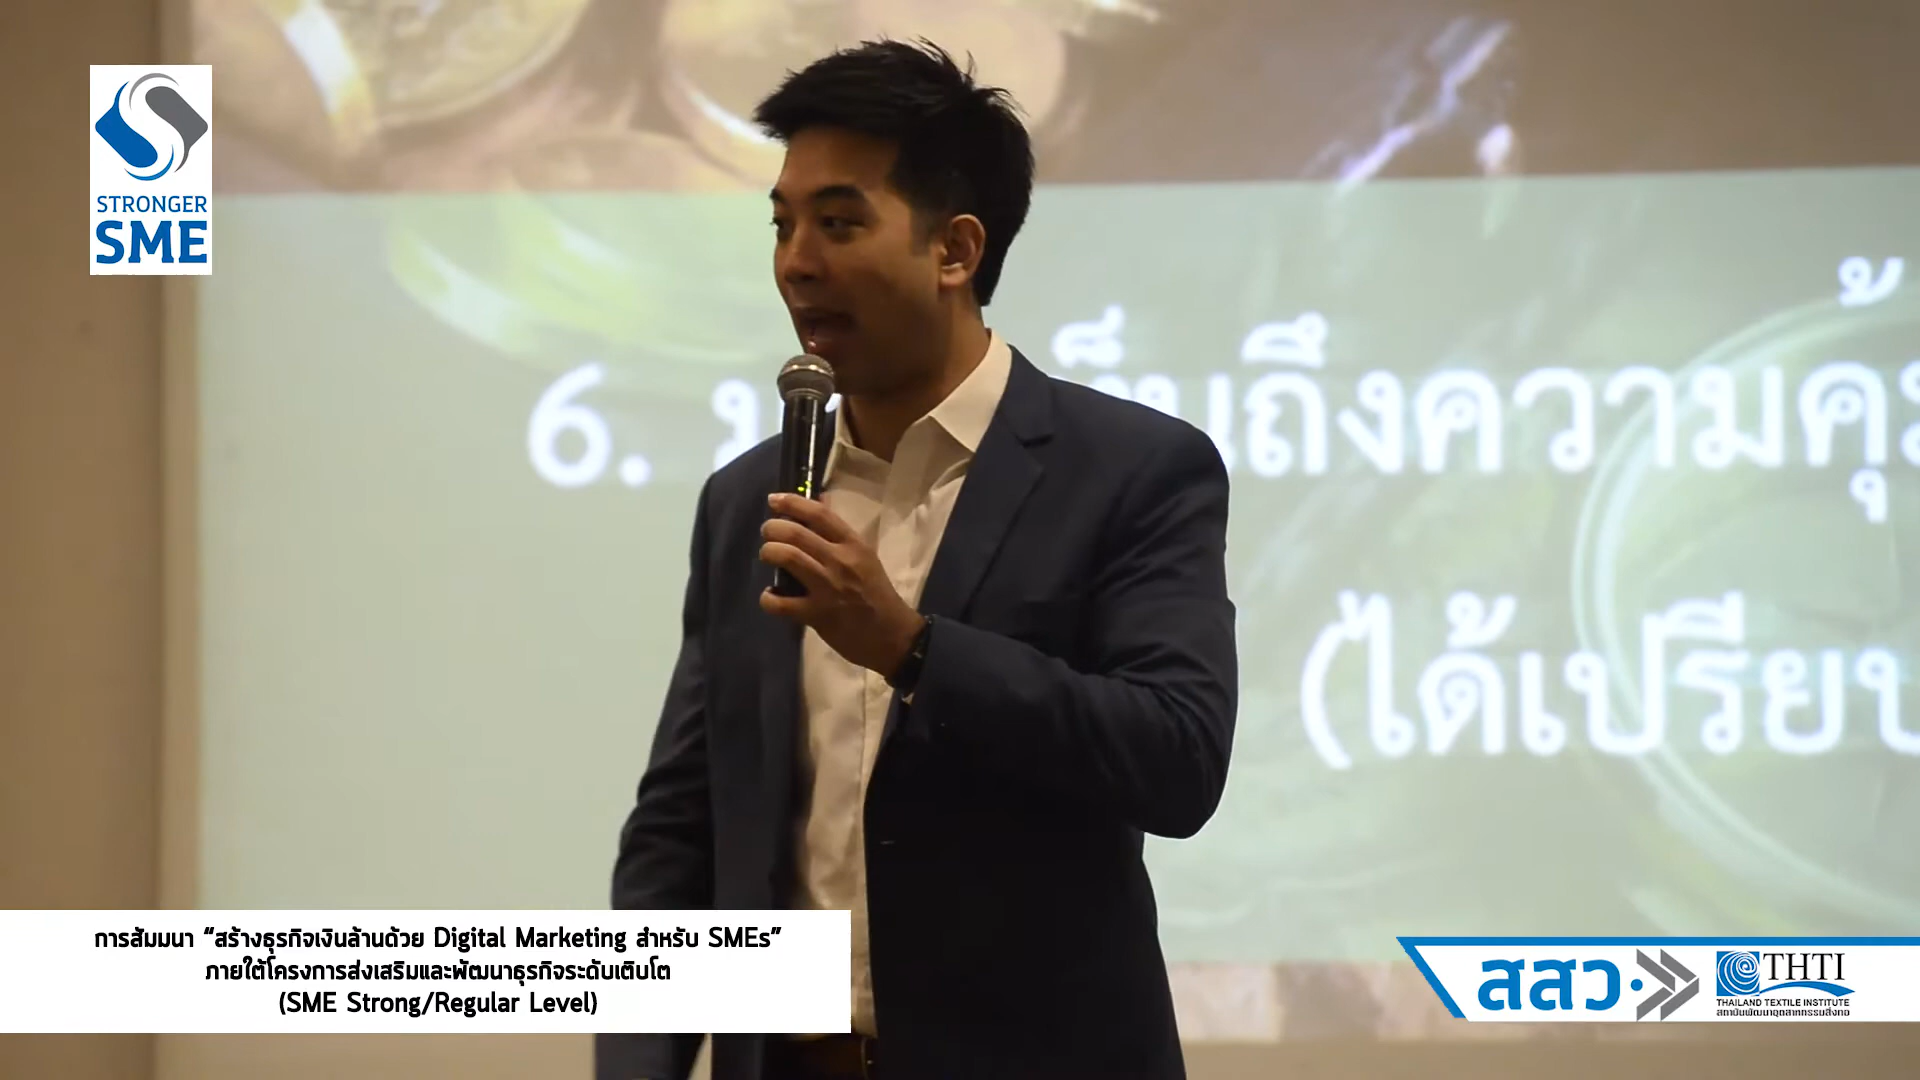 STRONGER
SME
6. เห็นถึงความคุ้ม
(ได้เปรียบ
การสัมมนา “สร้างธุรกิจเงินล้านด้วย Digital Marketing สำหรับ SMEs”
ภายใต้โครงการส่งเสริมและพัฒนาธุรกิจระดับเติบโต
(SME Strong/Regular Level)
สสว.
THTI
THAILAND TEXTILE INSTITUTE
สถาบันพัฒนาอุตสาหกรรมสิ่งทอ